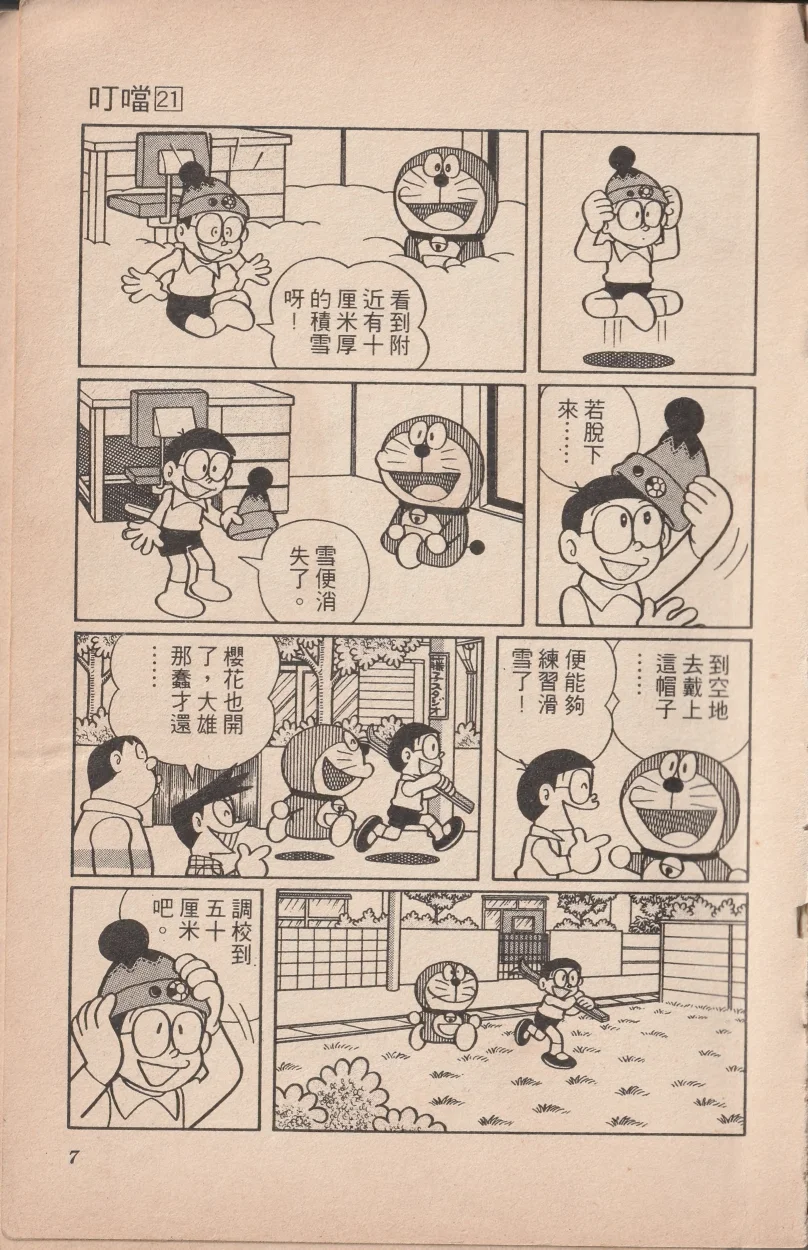 叮噹21
看到附
近有十
厘米厚
的積雪
呀！
若脫下
來……
雪便消
失了。
到空地
去戴上
這帽子
……
便能夠
練習滑
雪了！
櫻花也開
了，大雄
那蠢才還
……
調校到
五十
厘米
吧。
7